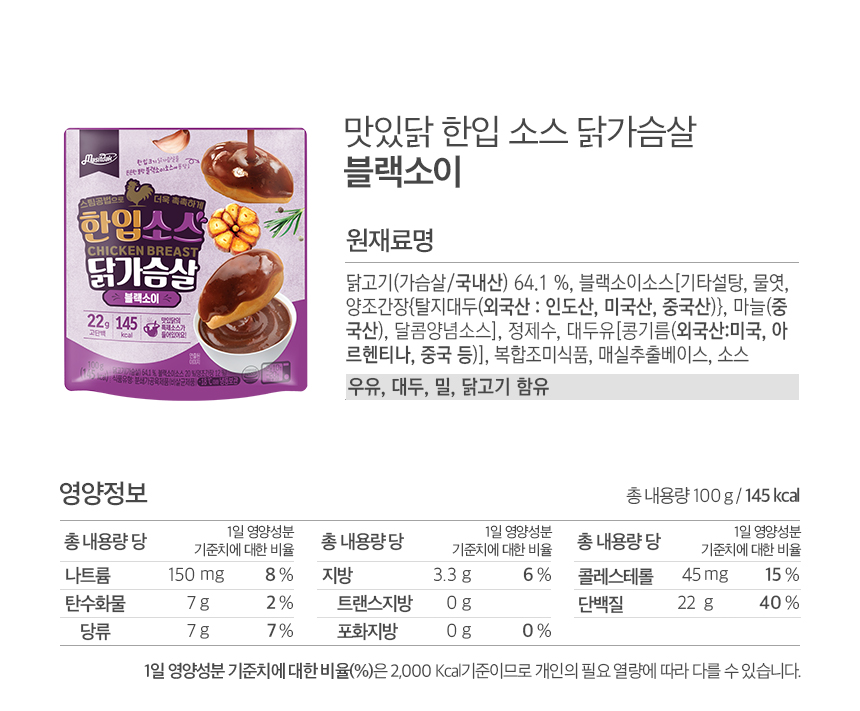 맛있닭 한입 소스 닭가슴살
블랙소이
Masitdak
스팀공법으로 더욱 촉촉하게
한입소스
CHICKEN BREAST
닭가슴살
블랙소이
22g 고단백
145 kcal
맛있닭의
특제소스가
들어있어요!
원재료명
닭고기(가슴살/국내산) 64.1 %, 블랙소이소스[기타설탕, 물엿,
양조간장{탈지대두(외국산 : 인도산, 미국산, 중국산)}, 마늘(중
국산), 달콤양념소스], 정제수, 대두유[콩기름(외국산:미국, 아
르헨티나, 중국 등)], 복합조미식품, 매실추출베이스, 소스
우유, 대두, 밀, 닭고기 함유
영양정보
총 내용량 100 g / 145 kcal
총 내용량 당 1일 영양성분 기준치에 대한 비율
나트륨 150 mg 8 %
탄수화물 7 g 2 %
당류 7 g 7 %
총 내용량 당 1일 영양성분 기준치에 대한 비율
지방 3.3 g 6 %
트랜스지방 0 g
포화지방 0 g 0 %
총 내용량 당 1일 영양성분 기준치에 대한 비율
콜레스테롤 45 mg 15 %
단백질 22 g 40 %
1일 영양성분 기준치에 대한 비율(%)은 2,000 Kcal기준이므로 개인의 필요 열량에 따라 다를 수 있습니다.